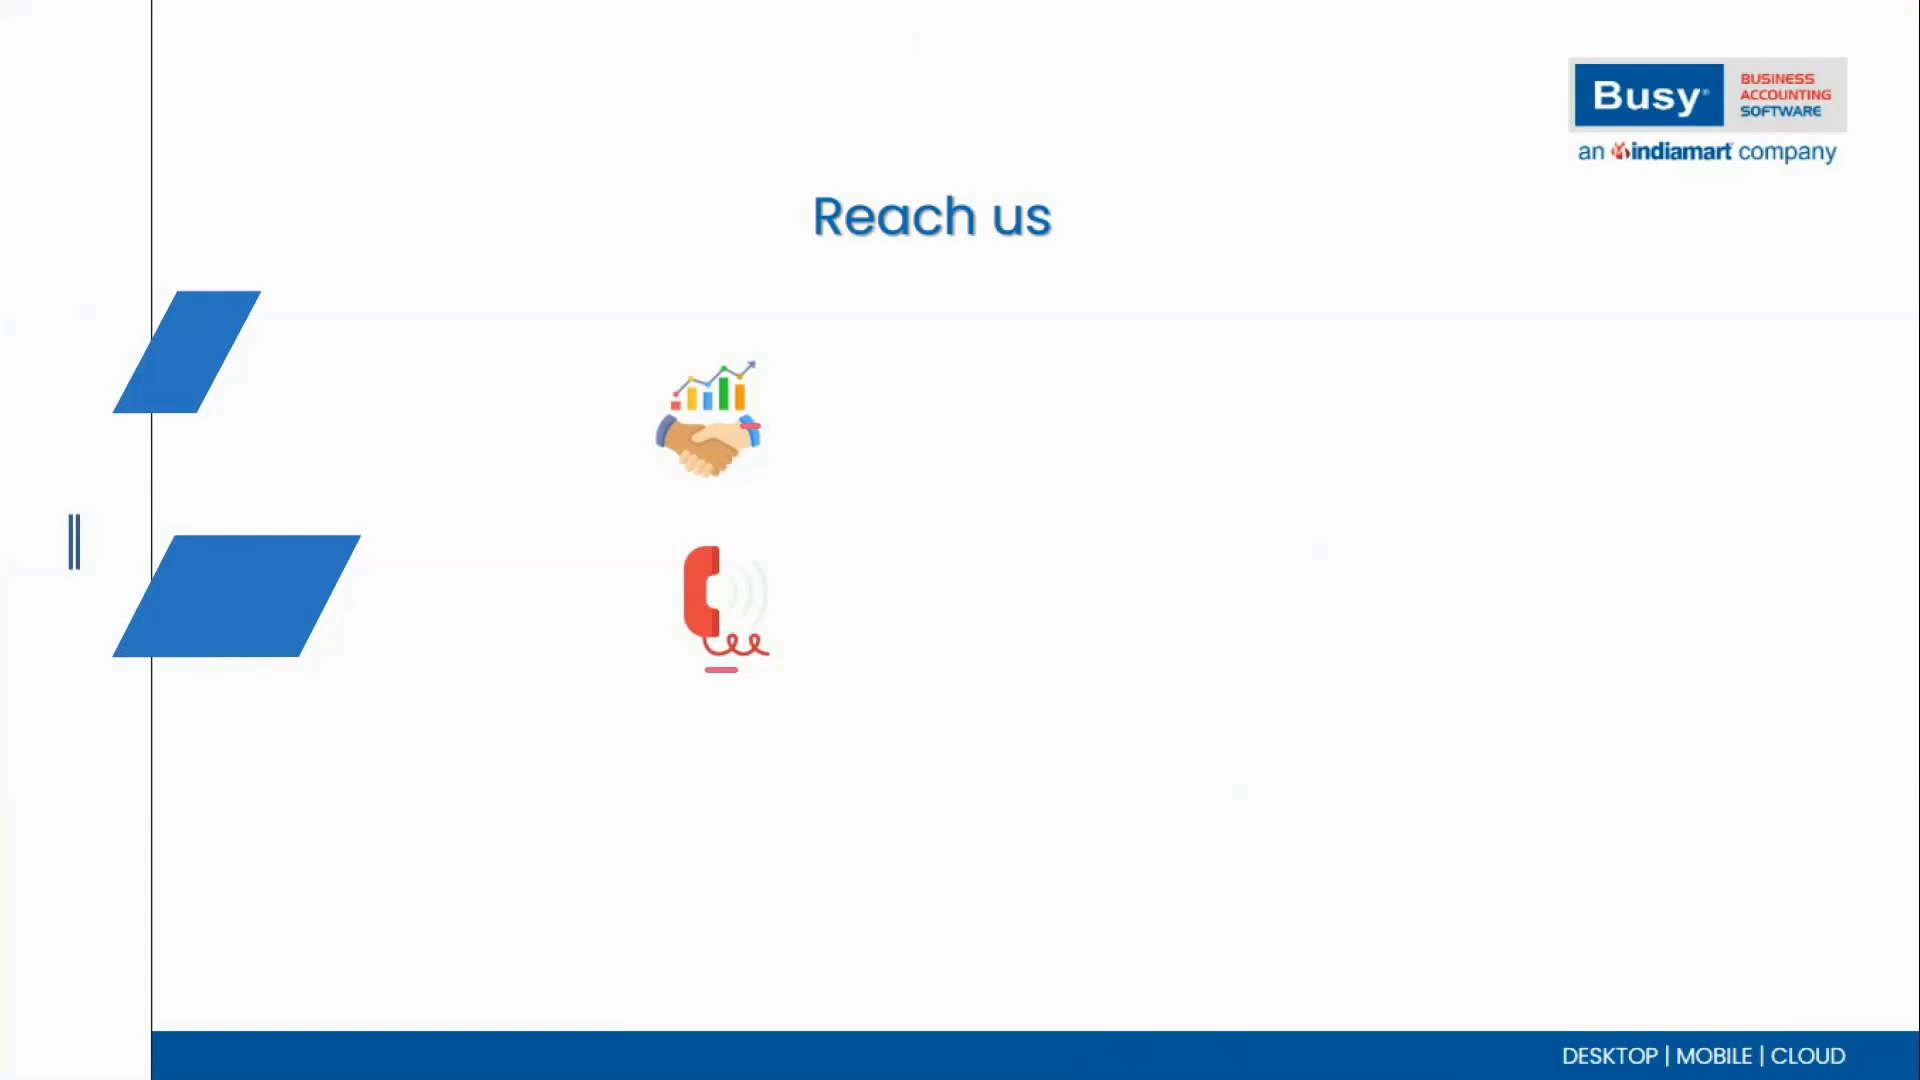 Busy
BUSINESS
ACCOUNTING
SOFTWARE
an indiamart company
Reach us
DESKTOP | MOBILE | CLOUD